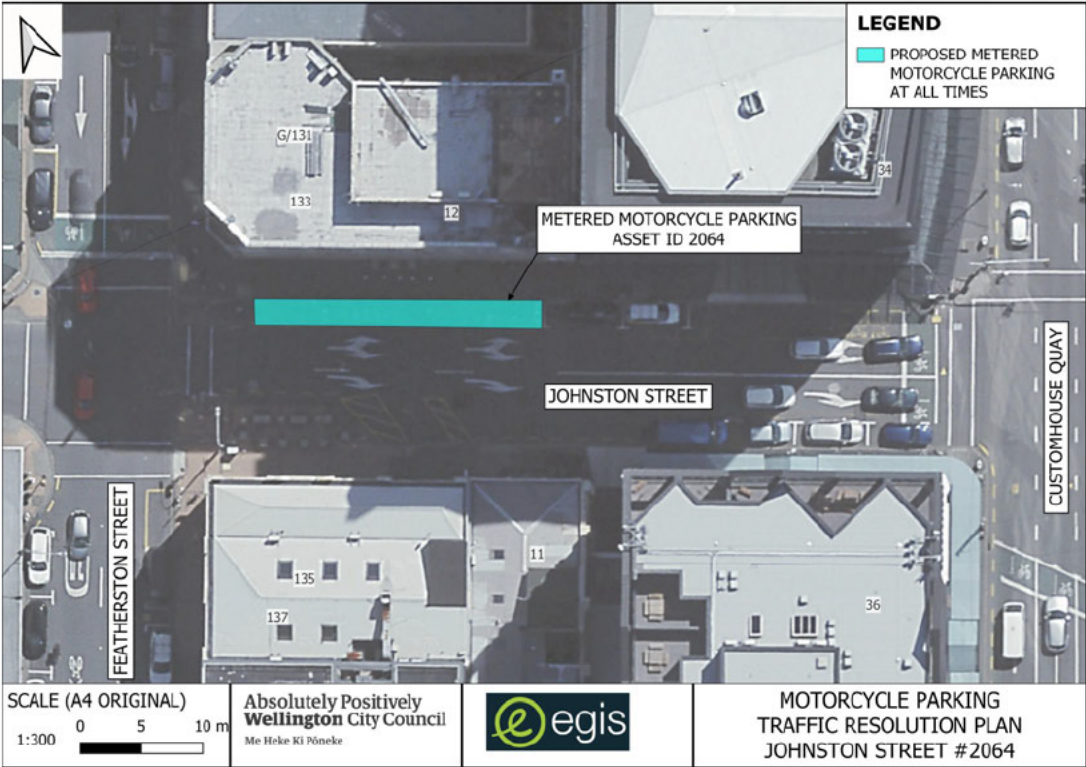 LEGEND
PROPOSED METERED
MOTORCYCLE PARKING
AT ALL TIMES
G/131
133
12
34
METERED MOTORCYCLE PARKING
ASSET ID 2064
JOHNSTON STREET
CUSTOMHOUSE QUAY
FEATHERSTON STREET
11
135
137
36
SCALE (A4 ORIGINAL)
0 5 10 m
1:300
Absolutely Positively
Wellington City Council
Me Heke Ki Pōneke
egis
MOTORCYCLE PARKING
TRAFFIC RESOLUTION PLAN
JOHNSTON STREET #2064